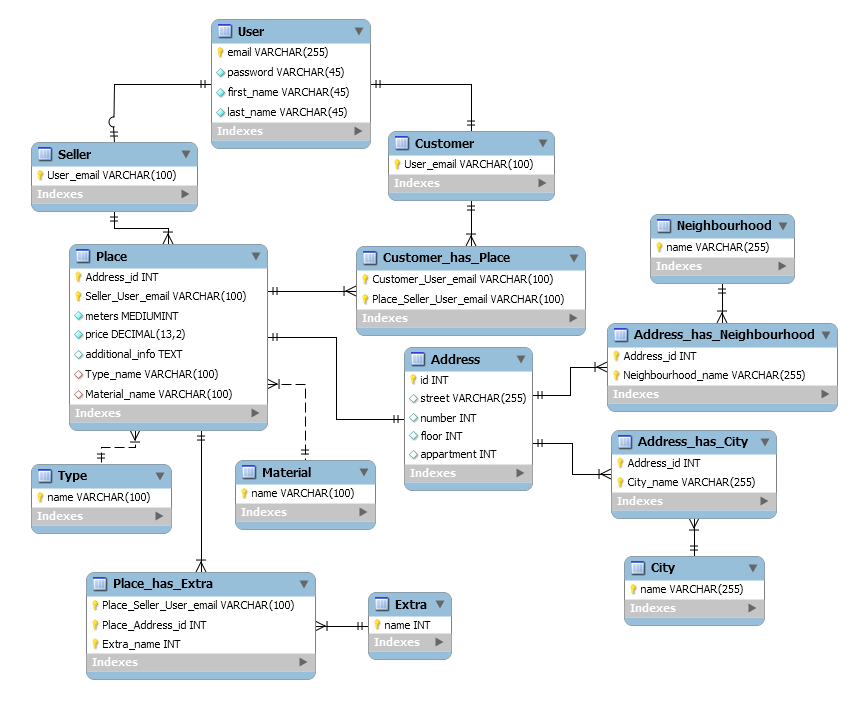 User
email VARCHAR(255)
password VARCHAR(45)
first_name VARCHAR(45)
last_name VARCHAR(45)
Indexes
Seller
User_email VARCHAR(100)
Indexes
Customer
User_email VARCHAR(100)
Indexes
Place
Address_id INT
Seller_User_email VARCHAR(100)
meters MEDIUMINT
price DECIMAL(13,2)
additional_info TEXT
Type_name VARCHAR(100)
Material_name VARCHAR(100)
Indexes
Customer_has_Place
Customer_User_email VARCHAR(100)
Place_Seller_User_email VARCHAR(100)
Indexes
Neighbourhood
name VARCHAR(255)
Indexes
Address_has_Neighbourhood
Address_id INT
Neighbourhood_name VARCHAR(255)
Indexes
Address
id INT
street VARCHAR(255)
number INT
floor INT
appartment INT
Indexes
Address_has_City
Address_id INT
City_name VARCHAR(255)
Indexes
Type
name VARCHAR(100)
Indexes
Material
name VARCHAR(100)
Indexes
City
name VARCHAR(255)
Indexes
Place_has_Extra
Place_Seller_User_email VARCHAR(100)
Place_Address_id INT
Extra_name INT
Indexes
Extra
name INT
Indexes